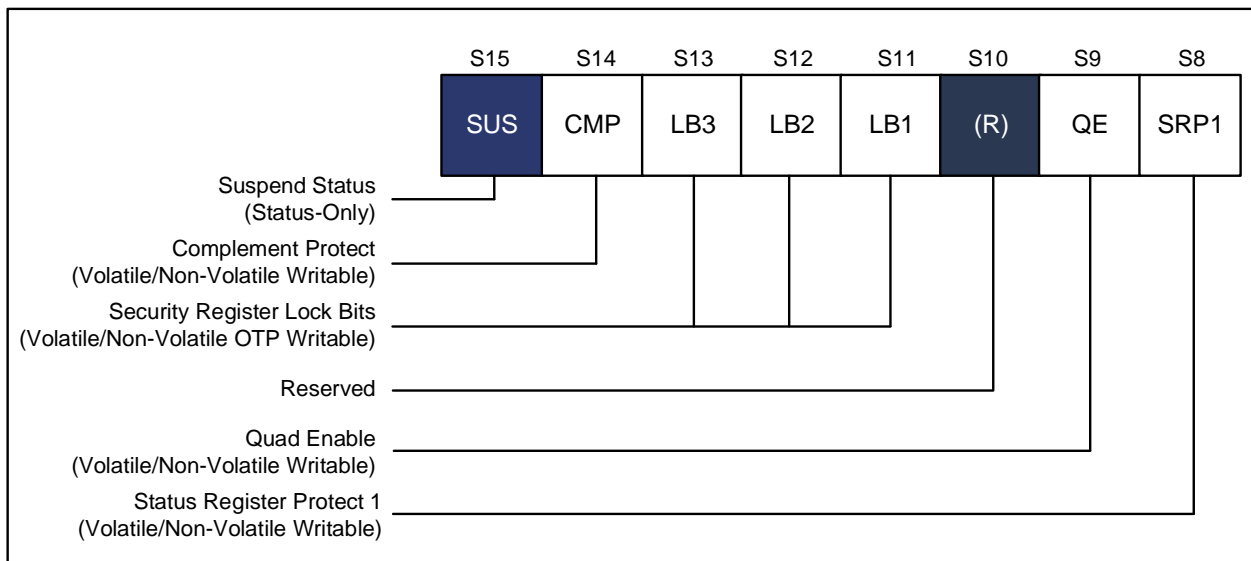 S15 S14 S13 S12 S11 S10 S9 S8
SUS CMP LB3 LB2 LB1 (R) QE SRP1
Suspend Status
(Status-Only)
Complement Protect
(Volatile/Non-Volatile Writable)
Security Register Lock Bits
(Volatile/Non-Volatile OTP Writable)
Reserved
Quad Enable
(Volatile/Non-Volatile Writable)
Status Register Protect 1
(Volatile/Non-Volatile Writable)